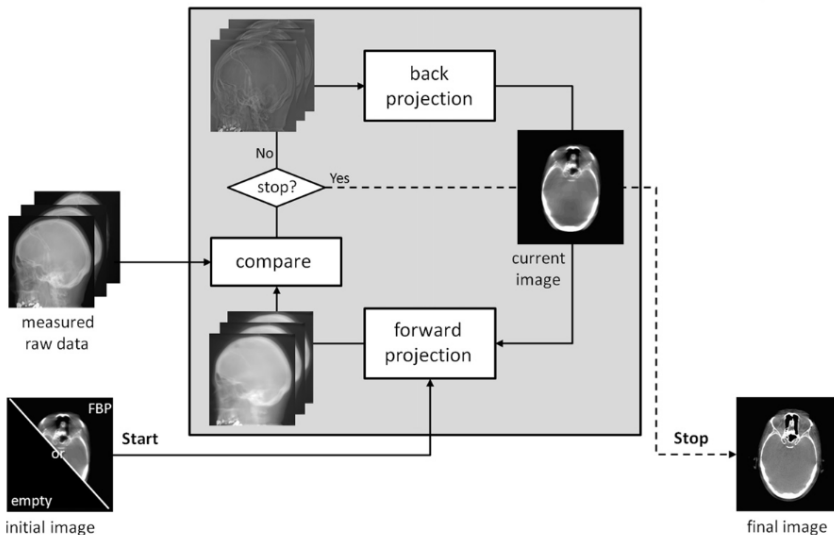 back
projection
No
stop?
Yes
compare
current
image
measured
raw data
forward
projection
FBP
or
empty
Start
Stop
initial image
final image